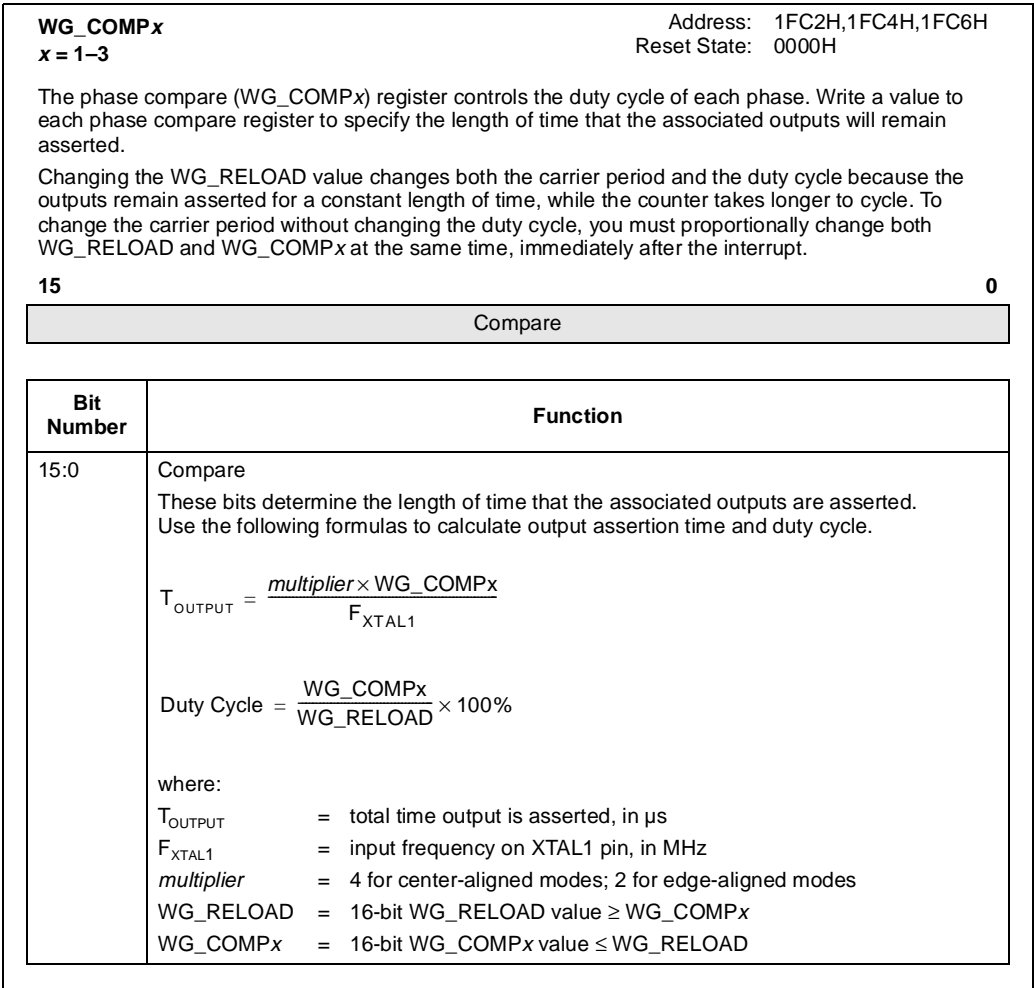 WG_COMPx
x = 1–3
Address: 1FC2H,1FC4H,1FC6H
Reset State: 0000H
The phase compare (WG_COMPx) register controls the duty cycle of each phase. Write a value to
each phase compare register to specify the length of time that the associated outputs will remain
asserted.
Changing the WG_RELOAD value changes both the carrier period and the duty cycle because the
outputs remain asserted for a constant length of time, while the counter takes longer to cycle. To
change the carrier period without changing the duty cycle, you must proportionally change both
WG_RELOAD and WG_COMPx at the same time, immediately after the interrupt.
15 0
Compare
Bit Number Function
15:0 Compare
These bits determine the length of time that the associated outputs are asserted.
Use the following formulas to calculate output assertion time and duty cycle.
T_OUTPUT = multiplier × WG_COMPx / F_XTAL1
Duty Cycle = WG_COMPx / WG_RELOAD × 100%
where:
T_OUTPUT = total time output is asserted, in µs
F_XTAL1 = input frequency on XTAL1 pin, in MHz
multiplier = 4 for center-aligned modes; 2 for edge-aligned modes
WG_RELOAD = 16-bit WG_RELOAD value ≥ WG_COMPx
WG_COMPx = 16-bit WG_COMPx value ≤ WG_RELOAD